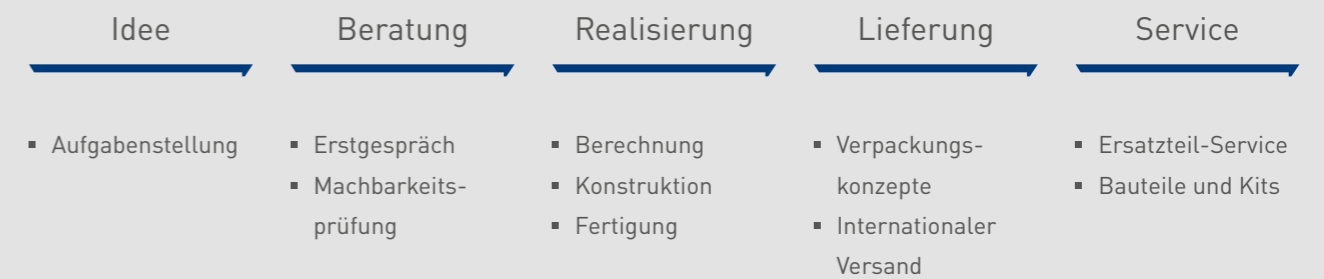 Idee
Aufgabenstellung
Beratung
Erstgespräch
Machbarkeits-
prüfung
Realisierung
Berechnung
Konstruktion
Fertigung
Lieferung
Verpackungs-
konzepte
Internationaler
Versand
Service
Ersatzteil-Service
Bauteile und Kits